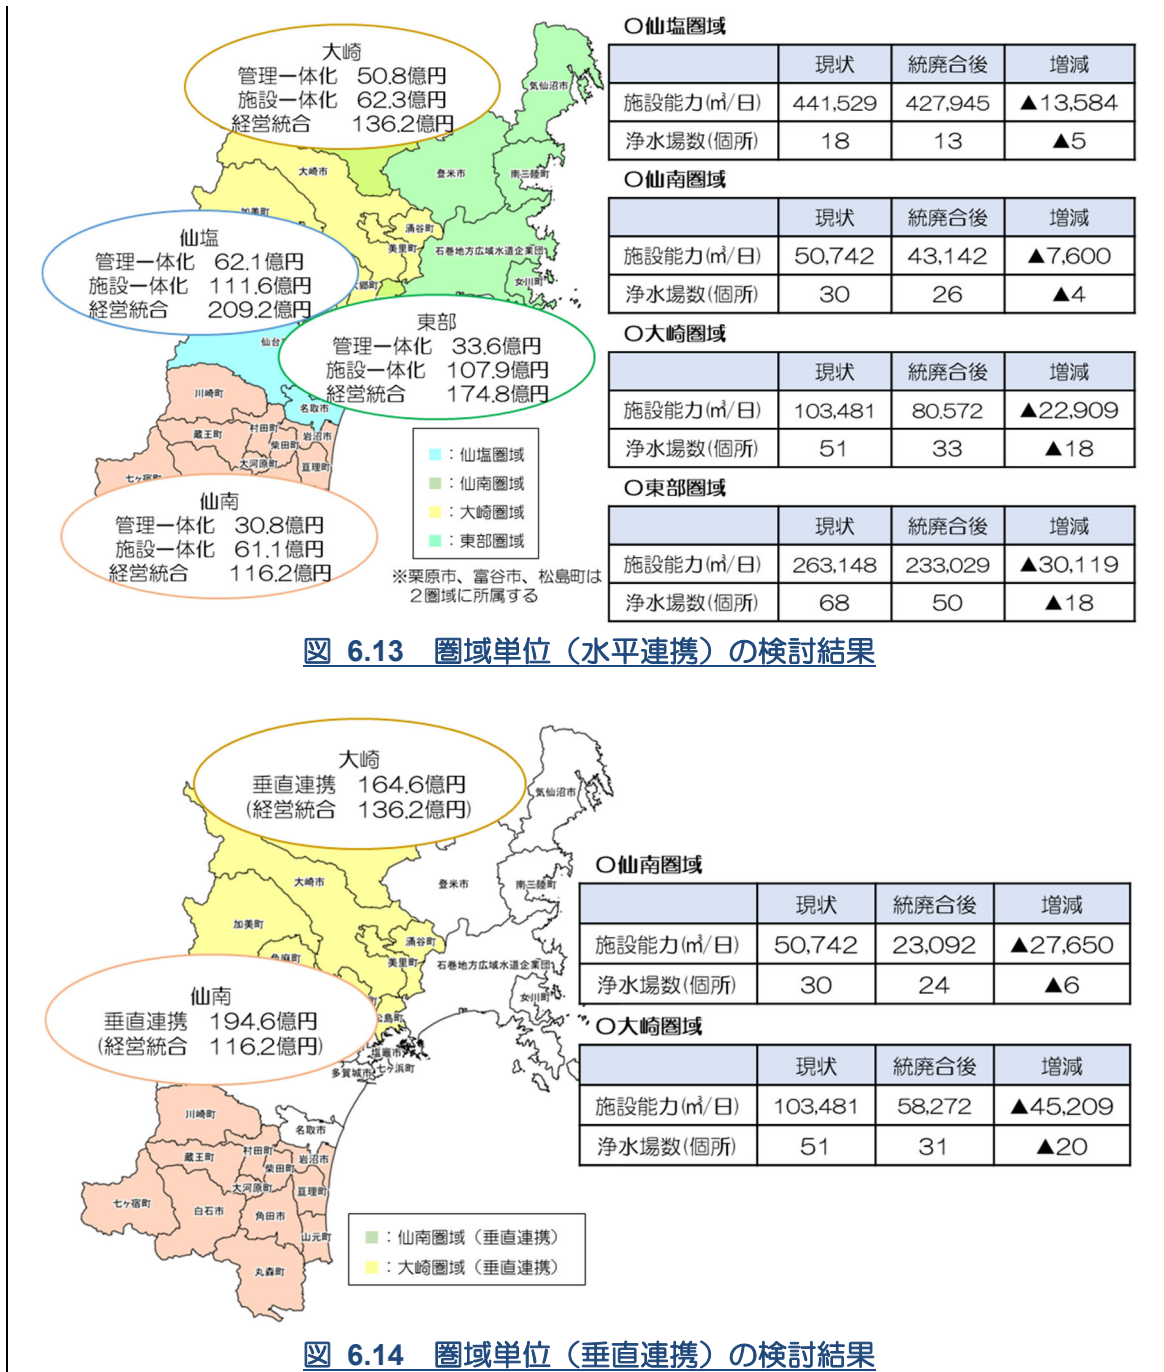 大崎
管理一体化 50.8億円
施設一体化 62.3億円
経営統合 136.2億円
仙塩
管理一体化 62.1億円
施設一体化 111.6億円
経営統合 209.2億円
東部
管理一体化 33.6億円
施設一体化 107.9億円
経営統合 174.8億円
仙南
管理一体化 30.8億円
施設一体化 61.1億円
経営統合 116.2億円
気仙沼市
大崎市
登米市
南三陸町
加美町
涌谷町
美里町
石巻地方広域水道企業団
女川町
郷町
仙台
川崎町
名取市
村田町
岩沼市
蔵王町
柴田町
大河原町
亘理町
七ヶ宿町
:仙塩圏域
:仙南圏域
:大崎圏域
:東部圏域
※栗原市、富谷市、松島町は
2圏域に所属する
〇仙塩圏域
現状 統廃合後 増減
施設能力(㎥/日) 441,529 427,945 ▲13,584
浄水場数(個所) 18 13 ▲5
〇仙南圏域
現状 統廃合後 増減
施設能力(㎥/日) 50,742 43,142 ▲7,600
浄水場数(個所) 30 26 ▲4
〇大崎圏域
現状 統廃合後 増減
施設能力(㎥/日) 103,481 80.572 ▲22,909
浄水場数(個所) 51 33 ▲18
〇東部圏域
現状 統廃合後 増減
施設能力(㎥/日) 263,148 233,029 ▲30,119
浄水場数(個所) 68 50 ▲18
図 6.13 圏域単位(水平連携)の検討結果
大崎
垂直連携 164.6億円
(経営統合 136.2億円)
仙南
垂直連携 194.6億円
(経営統合 116.2億円)
気仙沼市
大崎市
登米市
南三陸町
加美町
涌谷町
色麻町
美里町
石巻地方広域水道企業団
女川町
町
松島町
塩竈市
多賀城市
七ヶ浜町
川崎町
名取市
村田町
岩沼市
蔵王町
柴田町
大河原町
亘理町
七ヶ宿町
白石市
角田市
山元町
丸森町
:仙南圏域(垂直連携)
:大崎圏域(垂直連携)
〇仙南圏域
現状 統廃合後 増減
施設能力(㎥/日) 50,742 23,092 ▲27,650
浄水場数(個所) 30 24 ▲6
〇大崎圏域
現状 統廃合後 増減
施設能力(㎥/日) 103,481 58,272 ▲45,209
浄水場数(個所) 51 31 ▲20
図 6.14 圏域単位(垂直連携)の検討結果